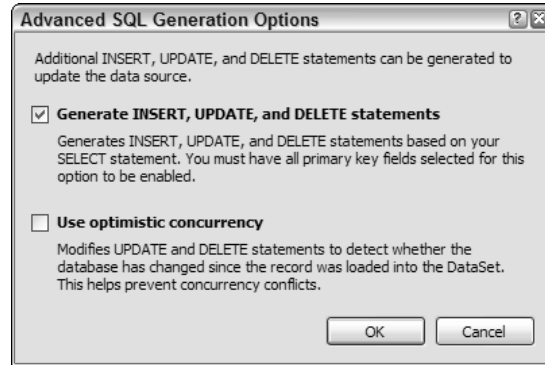 Advanced SQL Generation Options
Additional INSERT, UPDATE, and DELETE statements can be generated to
update the data source.
Generate INSERT, UPDATE, and DELETE statements
Generates INSERT, UPDATE, and DELETE statements based on your
SELECT statement. You must have all primary key fields selected for this
option to be enabled.
Use optimistic concurrency
Modifies UPDATE and DELETE statements to detect whether the
database has changed since the record was loaded into the DataSet.
This helps prevent concurrency conflicts.
OK Cancel